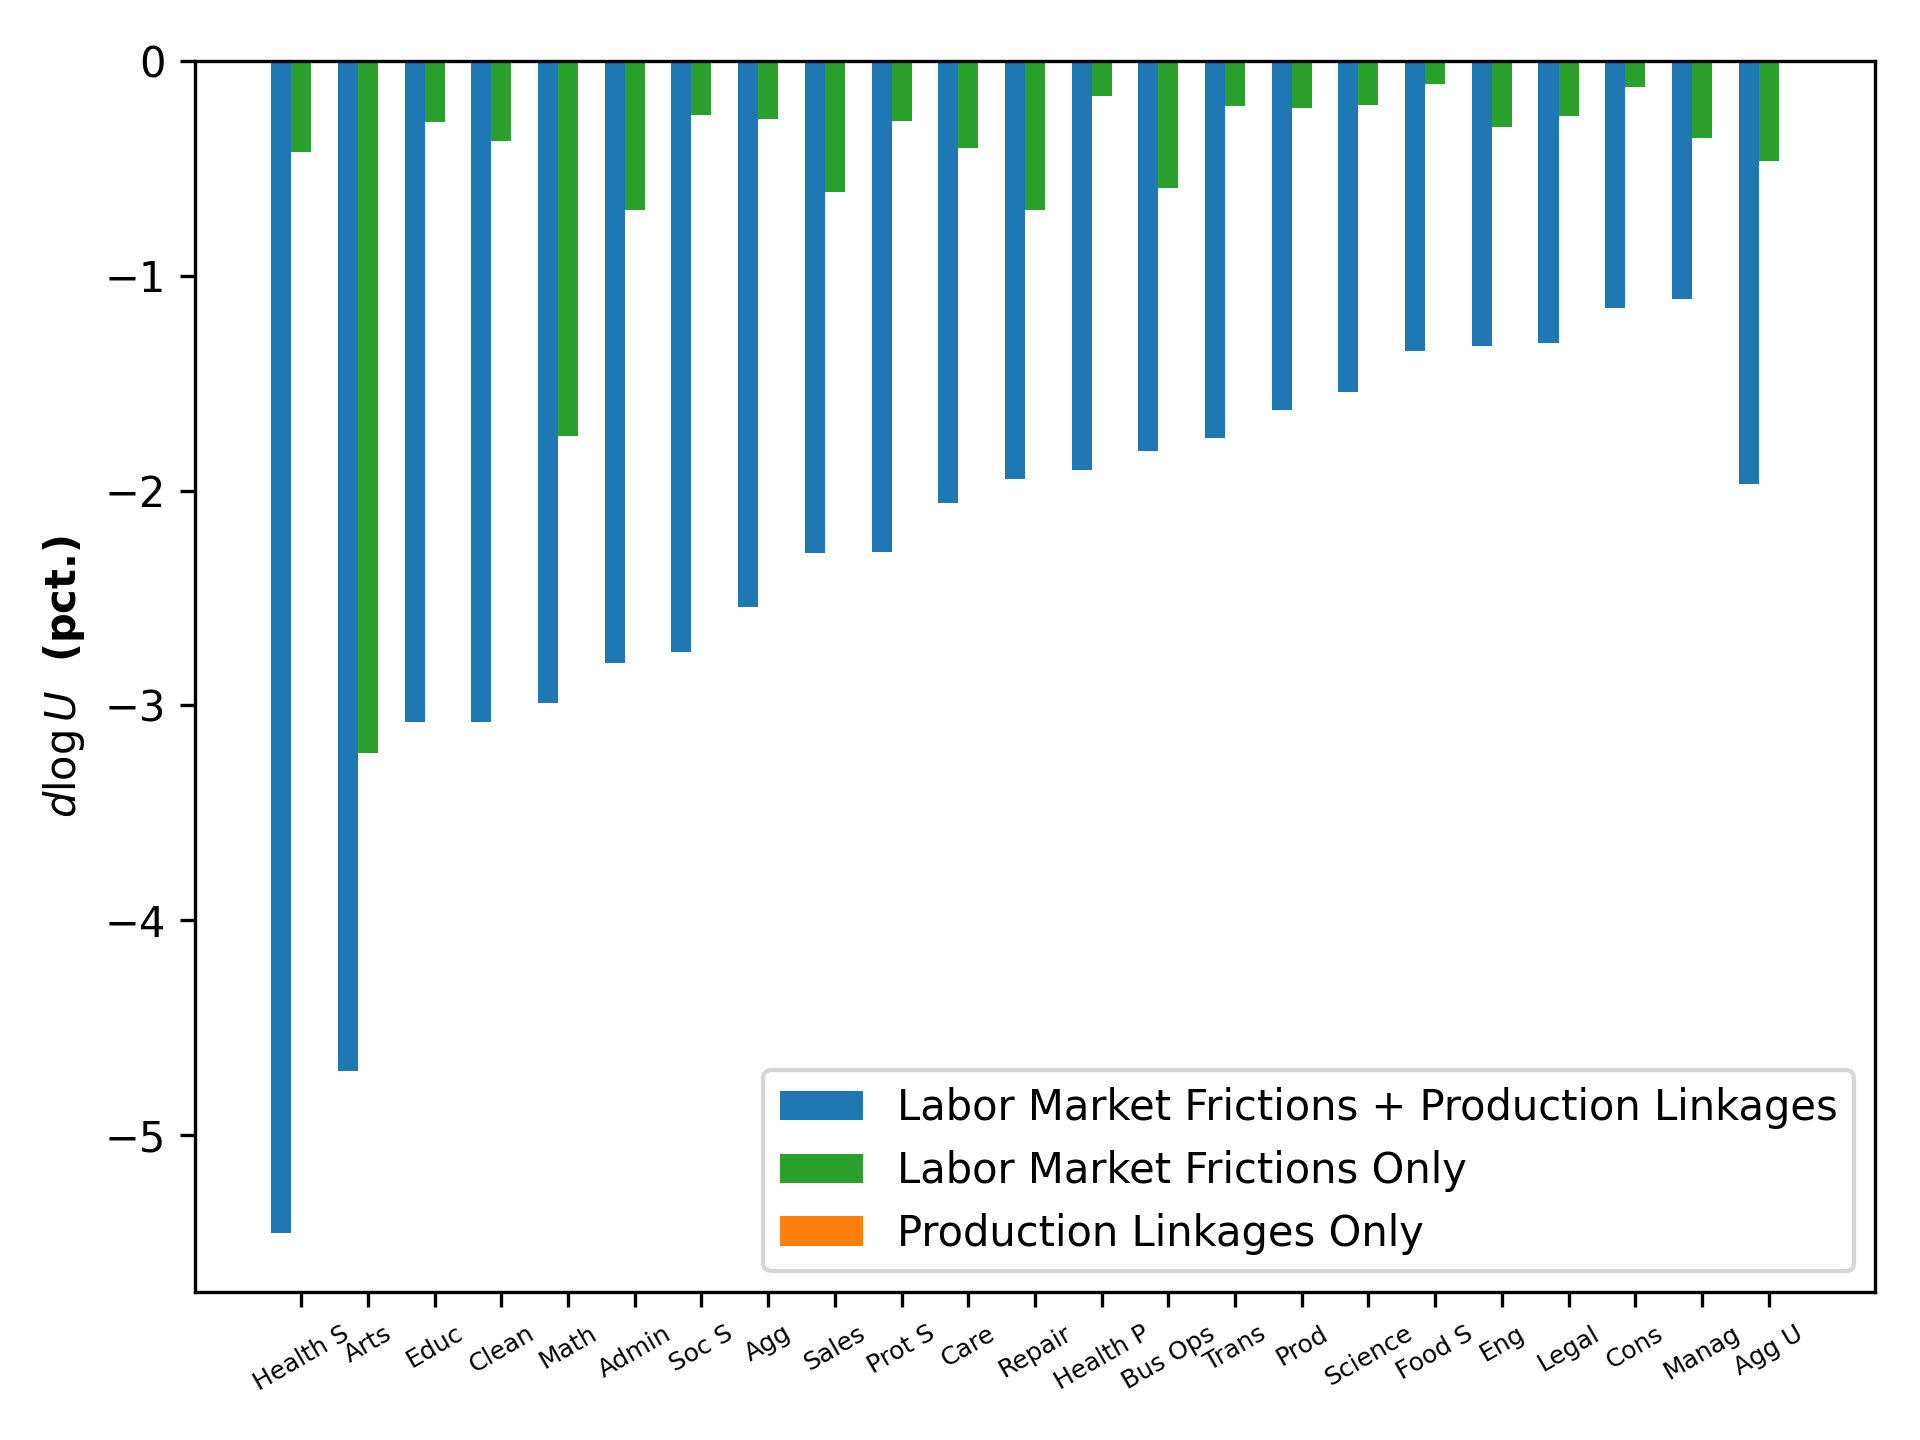 0
−1
−2
−3
−4
−5
d log U (pct.)
Labor Market Frictions + Production Linkages
Labor Market Frictions Only
Production Linkages Only
Health S
Arts
Educ
Clean
Math
Admin
Soc S
Agg
Sales
Prot S
Care
Repair
Health P
Bus Ops
Trans
Prod
Science
Food S
Eng
Legal
Cons
Manag
Agg U